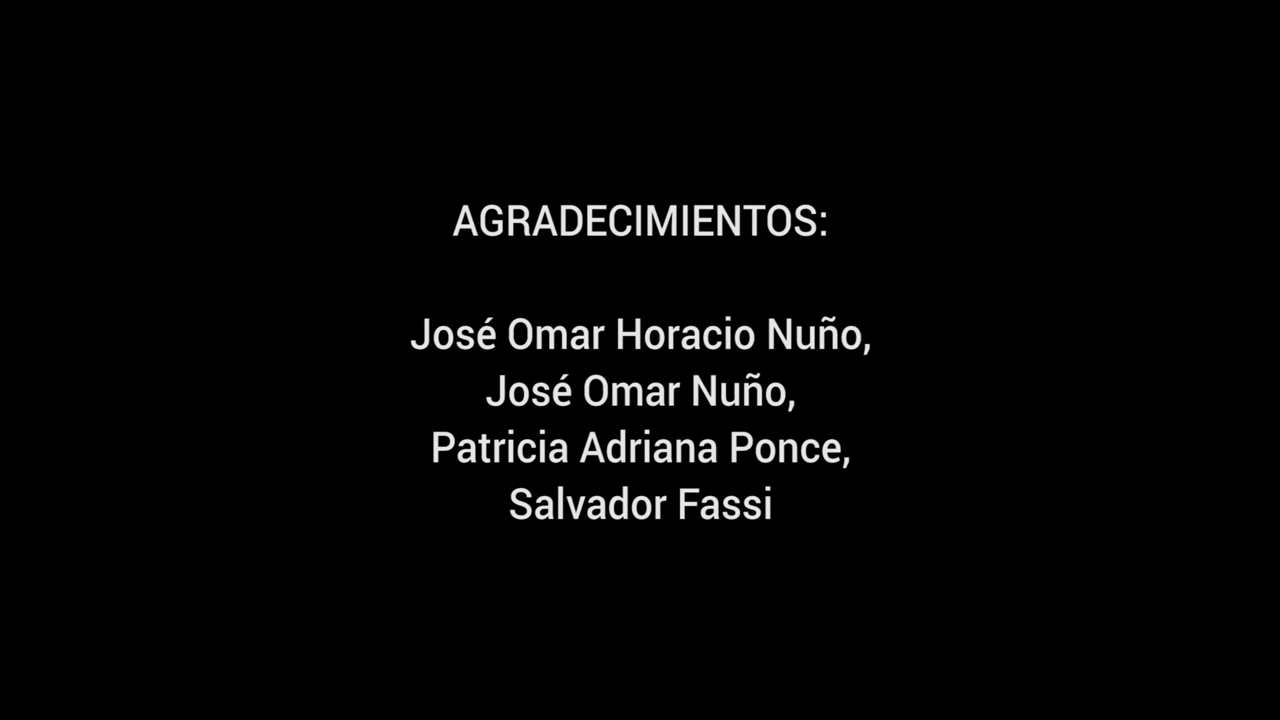 AGRADECIMIENTOS:
José Omar Horacio Nuño,
José Omar Nuño,
Patricia Adriana Ponce,
Salvador Fassi